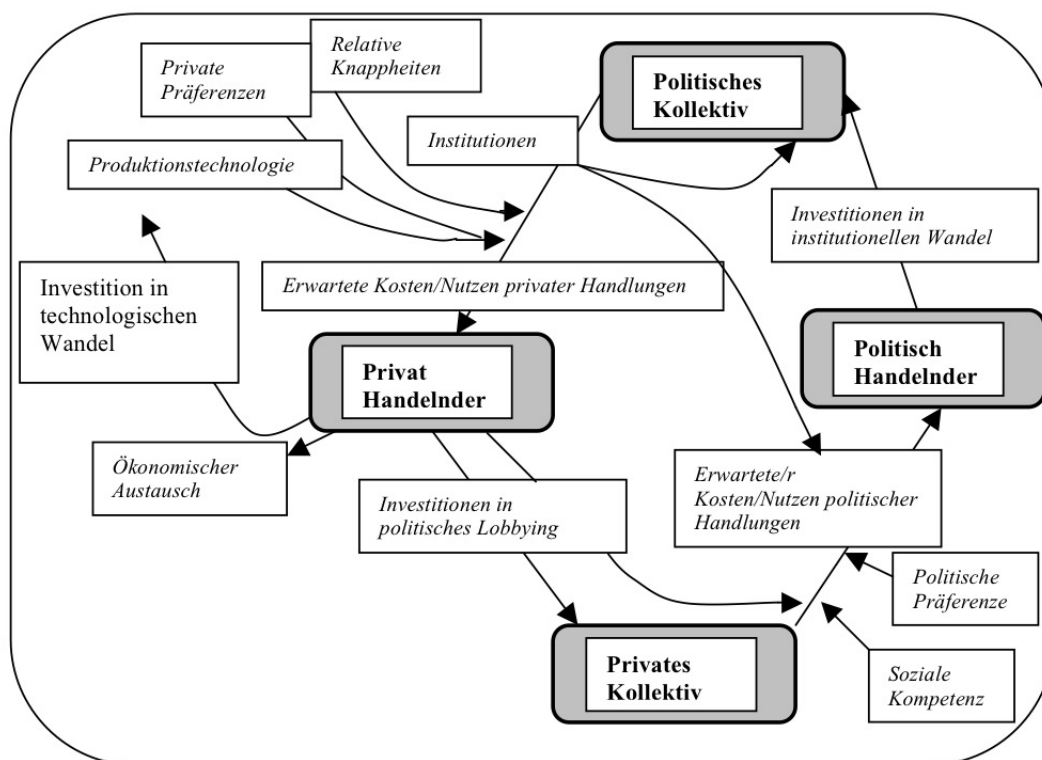 Relative
Knappheiten
Private
Präferenzen
Politisches
Kollektiv
Institutionen
Produktionstechnologie
Investitionen in
institutionellen Wandel
Erwartete Kosten/Nutzen privater Handlungen
Investition in
technologischen
Wandel
Privat
Handelnder
Politisch
Handelnder
Ökonomischer
Austausch
Erwartete/r
Kosten/Nutzen politischer
Handlungen
Investitionen in
politisches Lobbying
Politische
Präferenze
Privates
Kollektiv
Soziale
Kompetenz